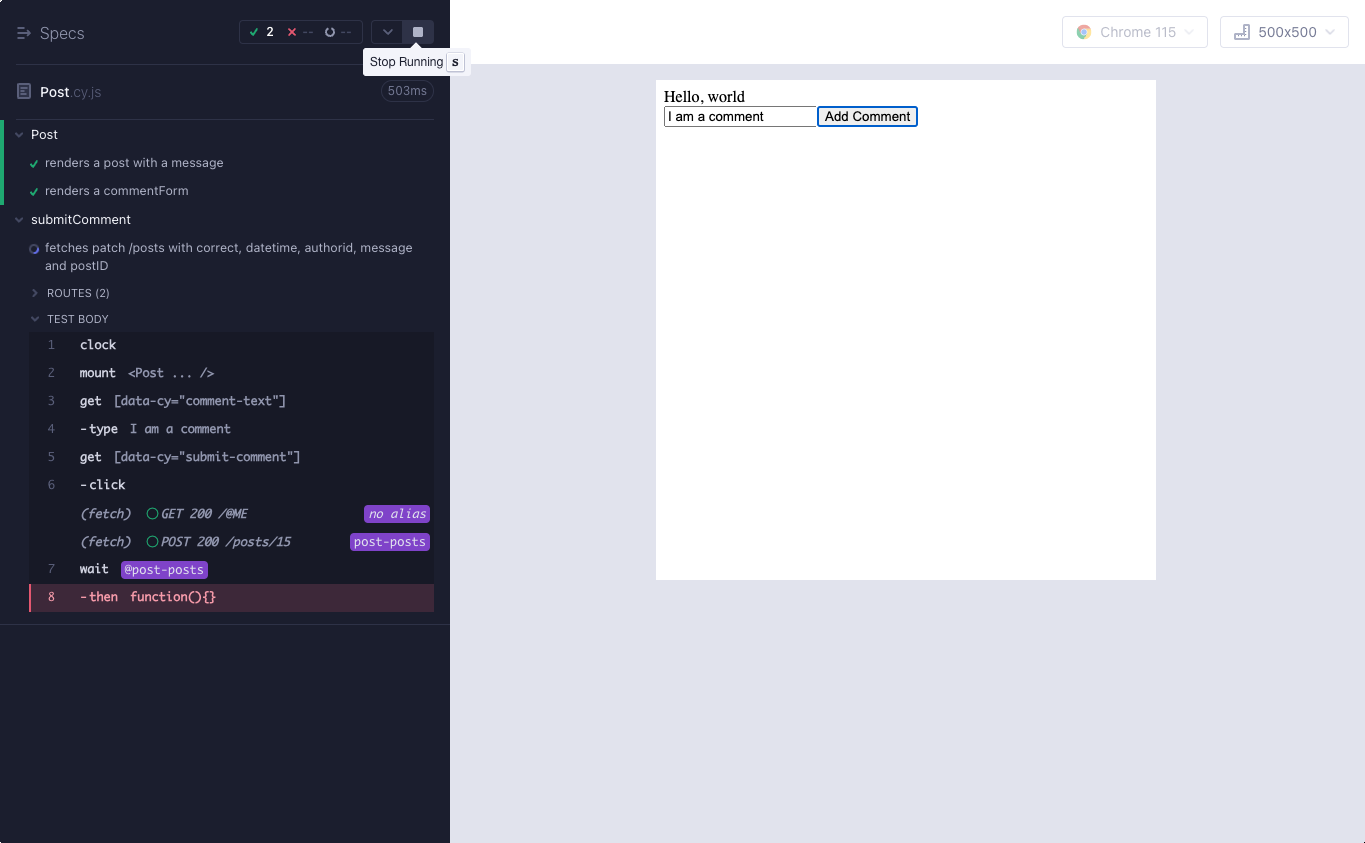 Specs
2 -- --
Stop Running s
Post.cy.js 503ms
Post
renders a post with a message
renders a commentForm
submitComment
fetches patch /posts with correct, datetime, authorid, message
and postID
ROUTES (2)
TEST BODY
1 clock
2 mount <Post ... />
3 get [data-cy="comment-text"]
4 -type I am a comment
5 get [data-cy="submit-comment"]
6 -click
(fetch) GET 200 /@ME no alias
(fetch) POST 200 /posts/15 post-posts
7 wait @post-posts
8 -then function(){}
Chrome 115
500x500
Hello, world
I am a comment Add Comment